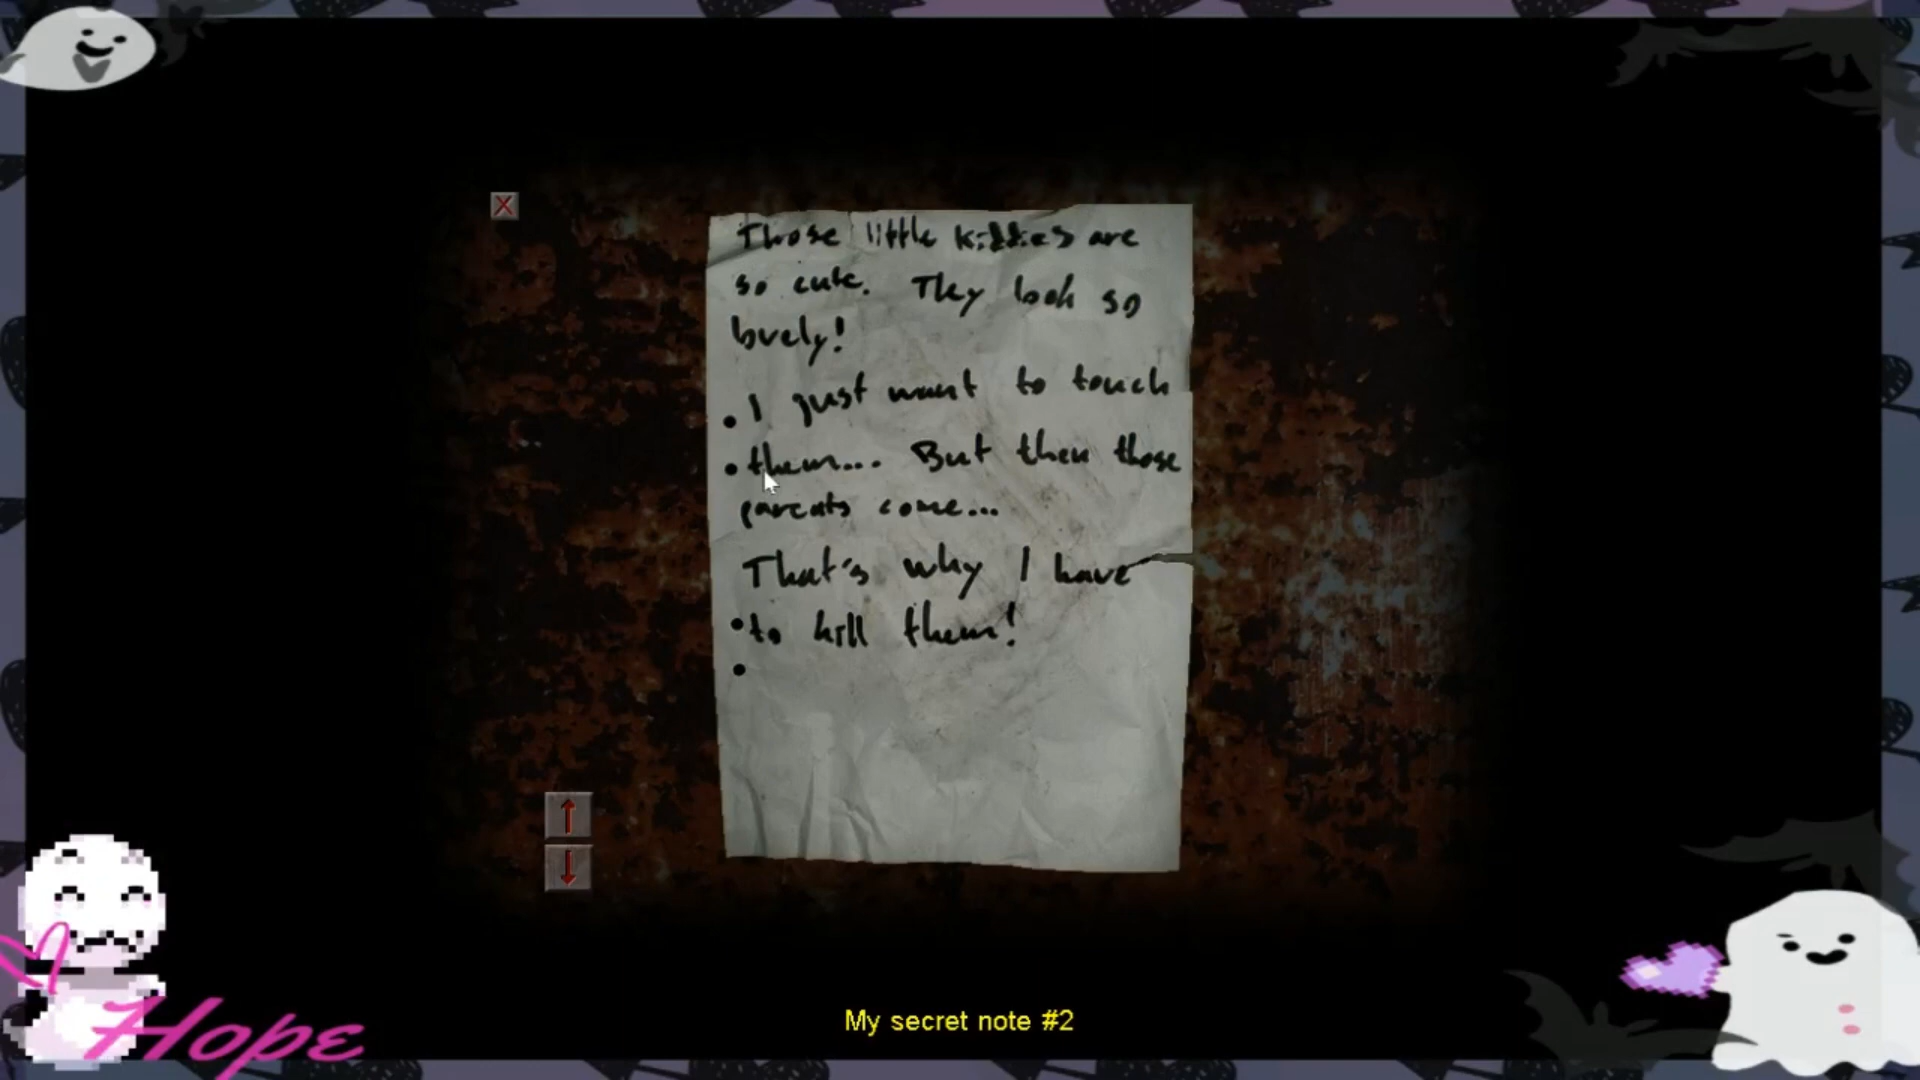 Those little kitties are
so cute. They look so
lovely!
• I just want to touch
• them... But then those
parents come...
That's why I have
• to kill them!
•
My secret note #2
Hope